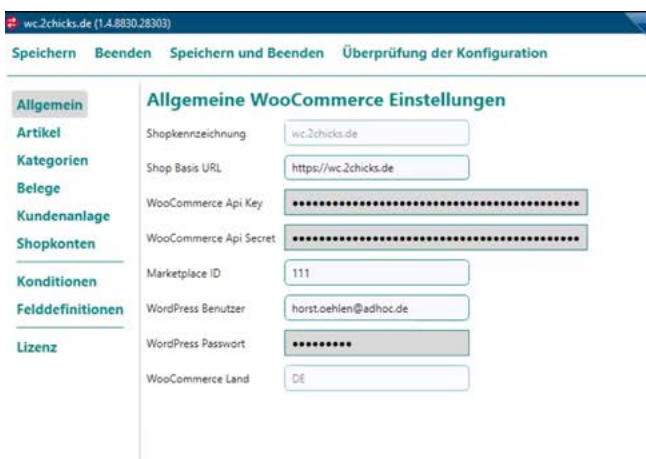 wc.2chicks.de (1.4.8830.28303)
Speichern Beenden Speichern und Beenden Überprüfung der Konfiguration
Allgemein
Artikel
Kategorien
Belege
Kundenanlage
Shopkonten
Konditionen
Felddefinitionen
Lizenz
Allgemeine WooCommerce Einstellungen
Shopkennzeichnung wc.2chicks.de
Shop Basis URL https://wc.2chicks.de
WooCommerce Api Key
WooCommerce Api Secret
Marketplace ID 111
WordPress Benutzer horst.oehlen@adhoc.de
WordPress Passwort
WooCommerce Land DE